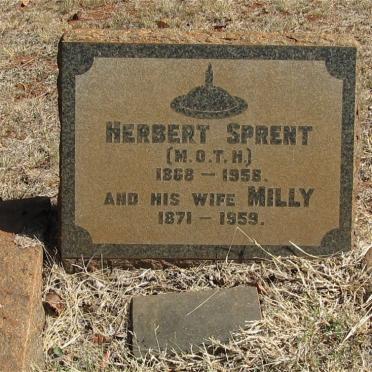 HERBERT SPRENT
(M.O.T.H.)
1868 – 1958.
AND HIS WIFE MILLY
1871 – 1959.